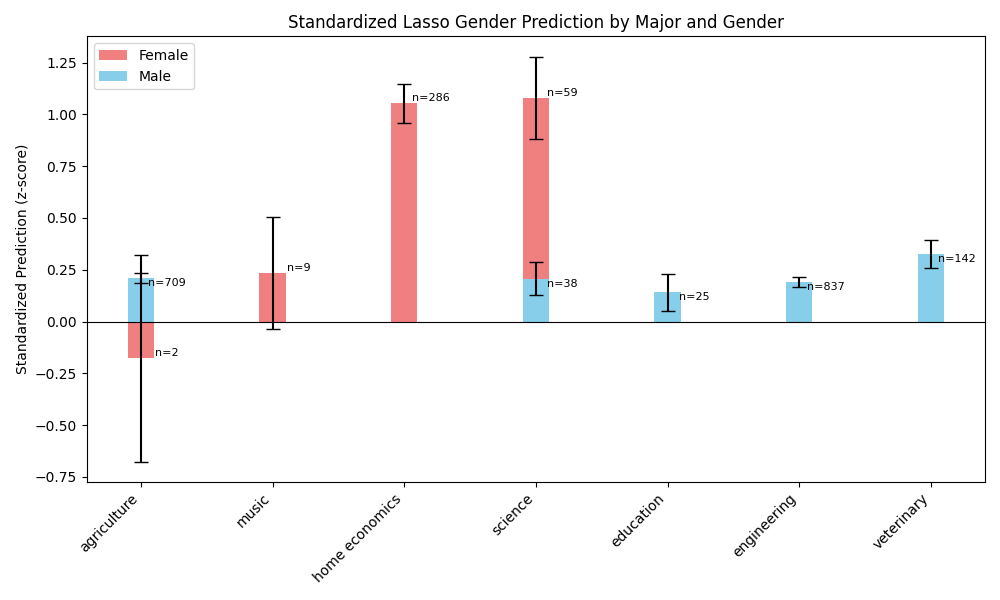 Standardized Lasso Gender Prediction by Major and Gender
Female
Male
Standardized Prediction (z-score)
1.25
1.00
0.75
0.50
0.25
0.00
−0.25
−0.50
−0.75
n=709
n=2
n=9
n=286
n=59
n=38
n=25
n=837
n=142
agriculture
music
home economics
science
education
engineering
veterinary